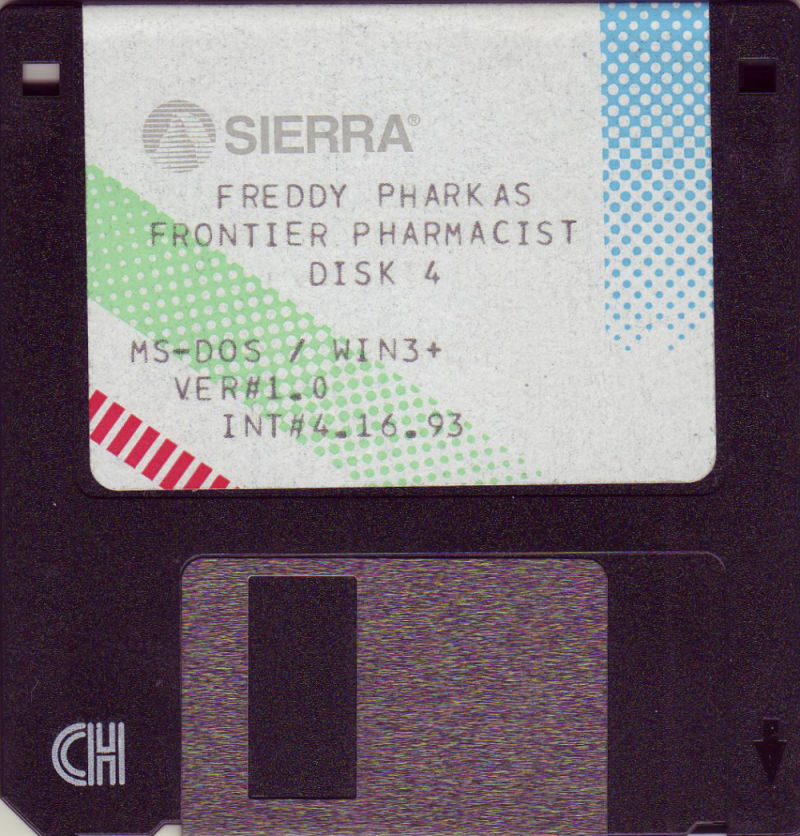 SIERRA®
FREDDY PHARKAS
FRONTIER PHARMACIST
DISK 4
MS-DOS / WIN3+
VER#1.0
INT#4.16.93
CH